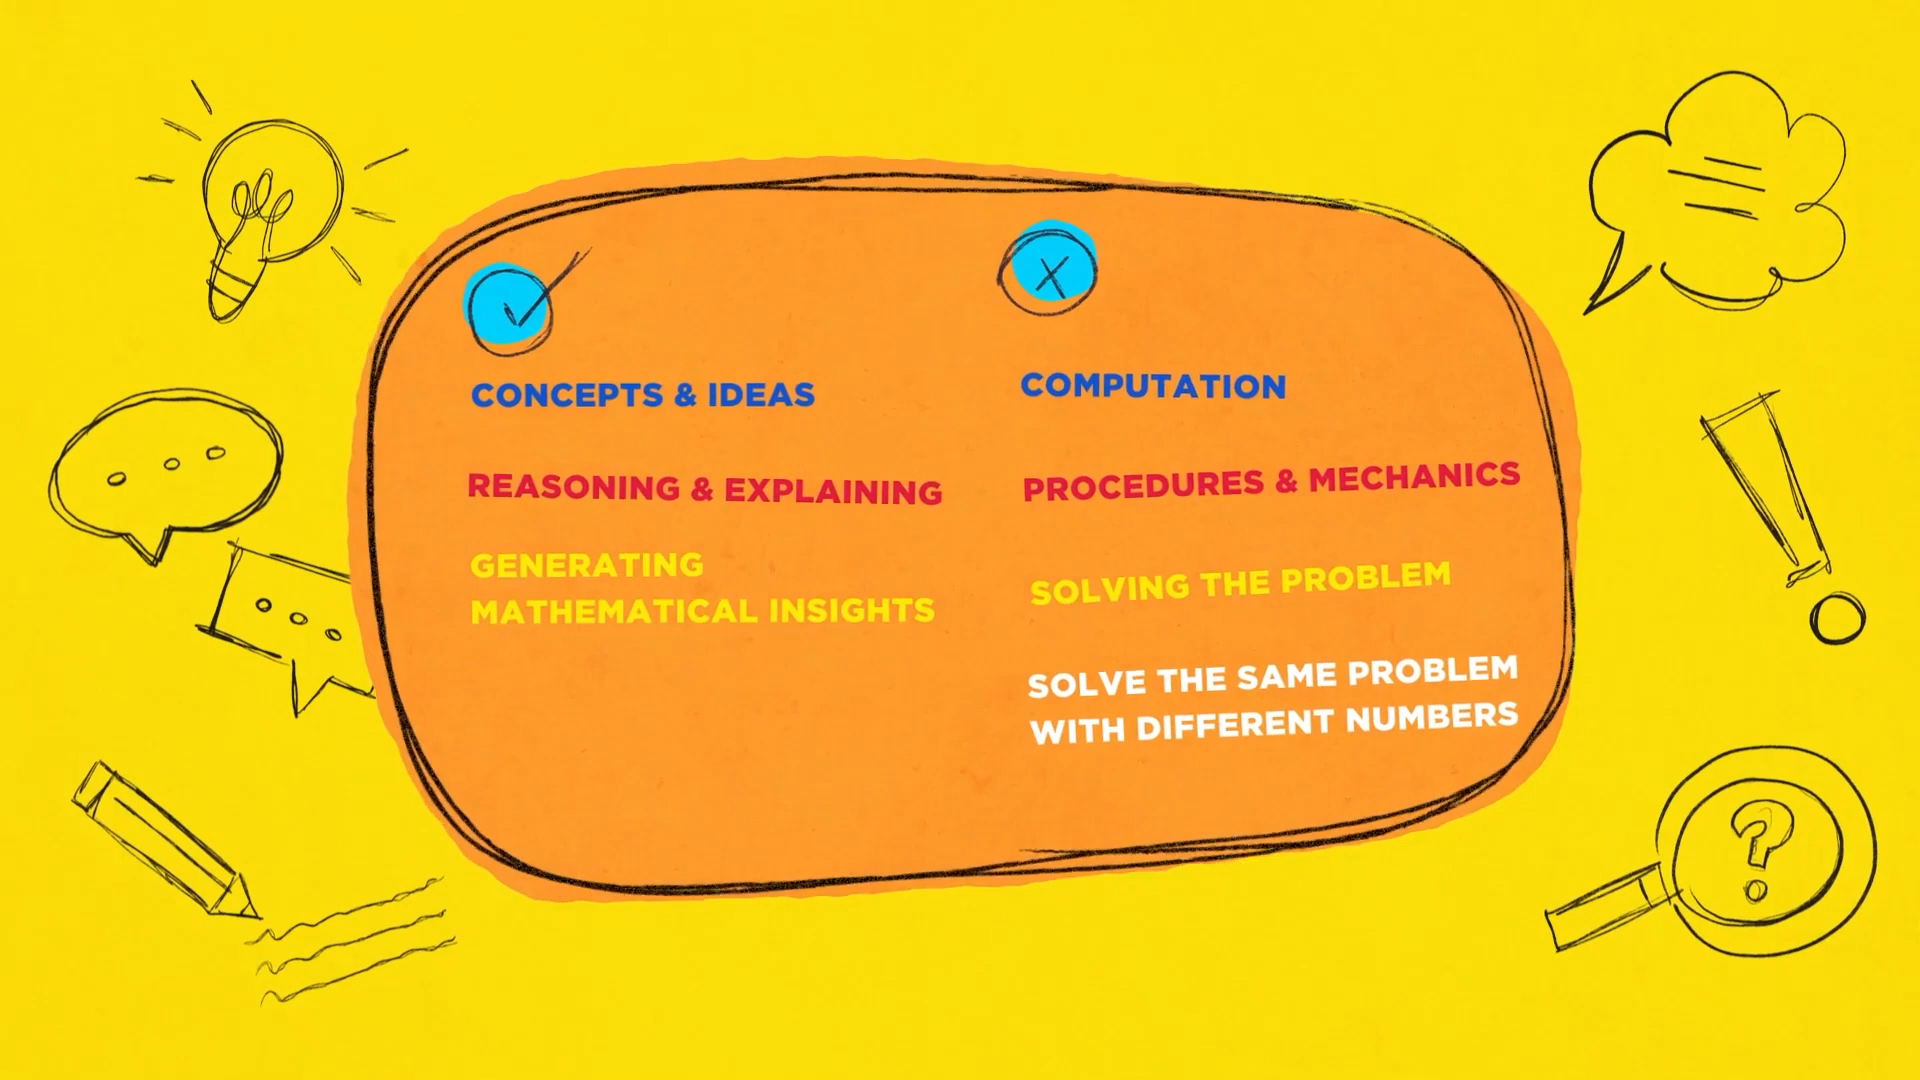 CONCEPTS & IDEAS
REASONING & EXPLAINING
GENERATING
MATHEMATICAL INSIGHTS
COMPUTATION
PROCEDURES & MECHANICS
SOLVING THE PROBLEM
SOLVE THE SAME PROBLEM
WITH DIFFERENT NUMBERS